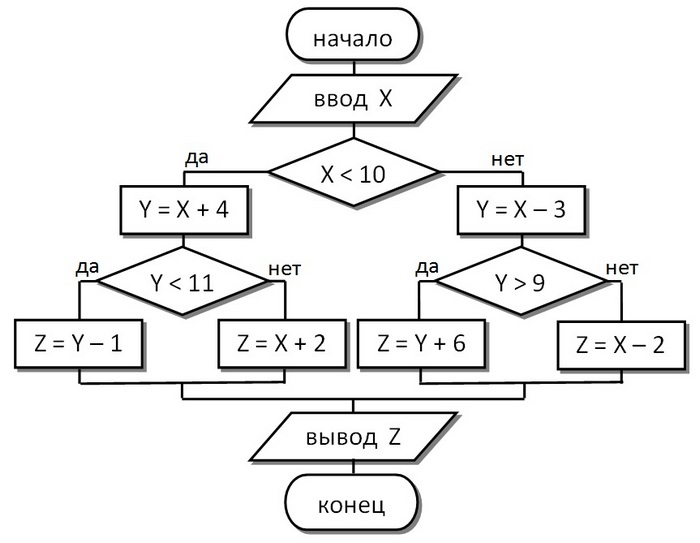 начало
ввод X
X < 10
да
нет
Y = X + 4
Y = X – 3
Y < 11
да
нет
Y > 9
да
нет
Z = Y – 1
Z = X + 2
Z = Y + 6
Z = X – 2
вывод Z
конец